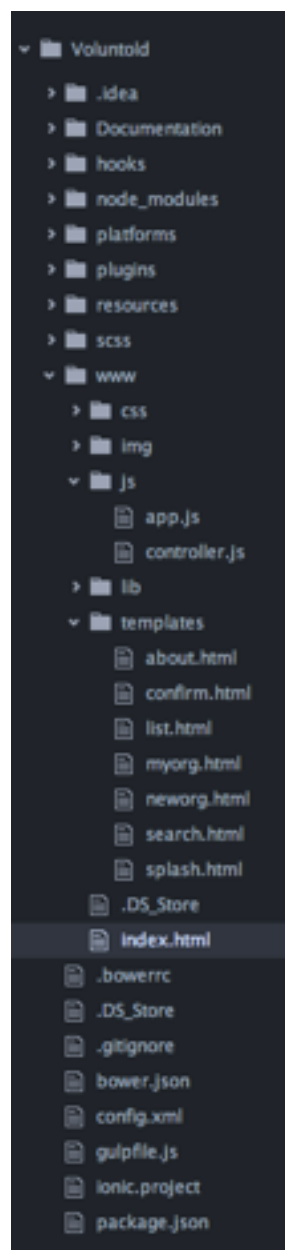 Voluntold
.idea
Documentation
hooks
node_modules
platforms
plugins
resources
scss
www
css
img
js
app.js
controller.js
lib
templates
about.html
confirm.html
list.html
myorg.html
neworg.html
search.html
splash.html
.DS_Store
index.html
.bowerrc
.DS_Store
.gitignore
bower.json
config.xml
gulpfile.js
ionic.project
package.json